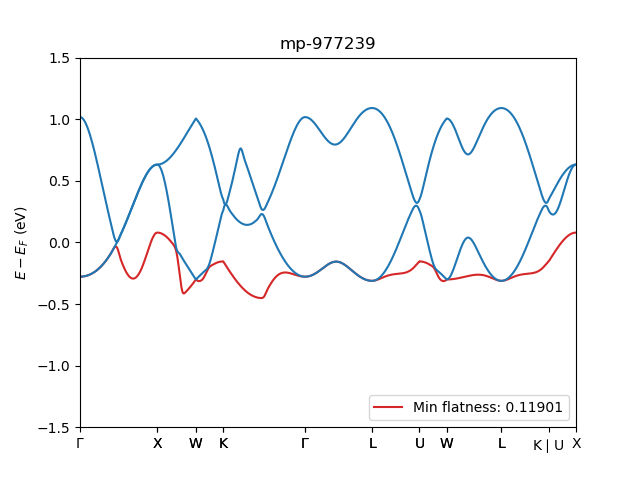 mp-977239
1.5
1.0
0.5
0.0
−0.5
−1.0
−1.5
E − E_F (eV)
Min flatness: 0.11901
Γ X W K Γ L U W L K | U X